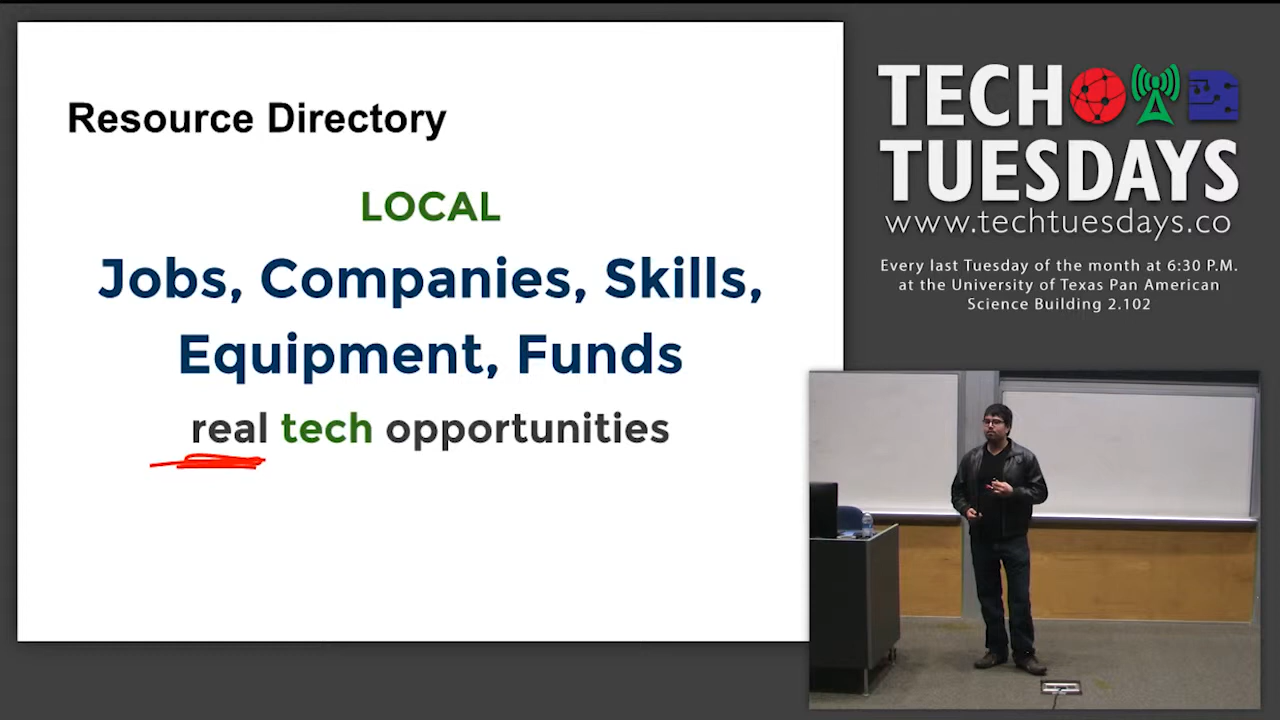 Resource Directory
LOCAL
Jobs, Companies, Skills,
Equipment, Funds
real tech opportunities
TECH
TUESDAYS
www.techtuesdays.co
Every last Tuesday of the month at 6:30 P.M.
at the University of Texas Pan American
Science Building 2.102